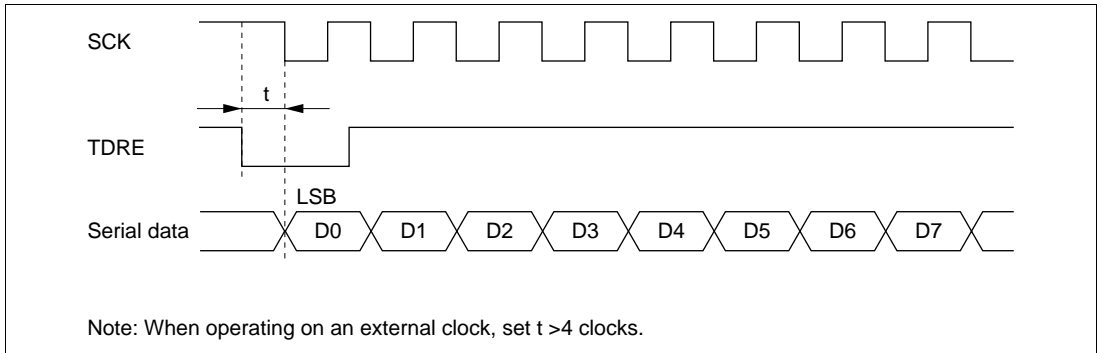 SCK
t
TDRE
LSB
Serial data D0 D1 D2 D3 D4 D5 D6 D7
Note: When operating on an external clock, set t >4 clocks.